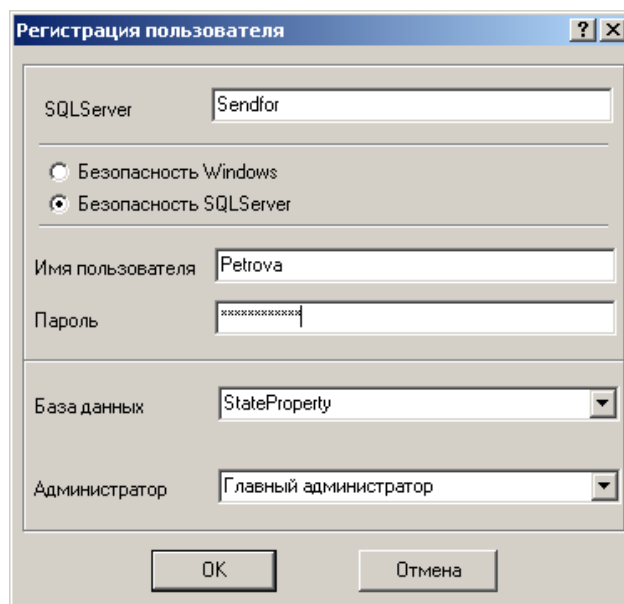 Регистрация пользователя
SQLServer Sendfor
Безопасность Windows
Безопасность SQLServer
Имя пользователя Petrova
Пароль ************
База данных StateProperty
Администратор Главный администратор
OK Отмена